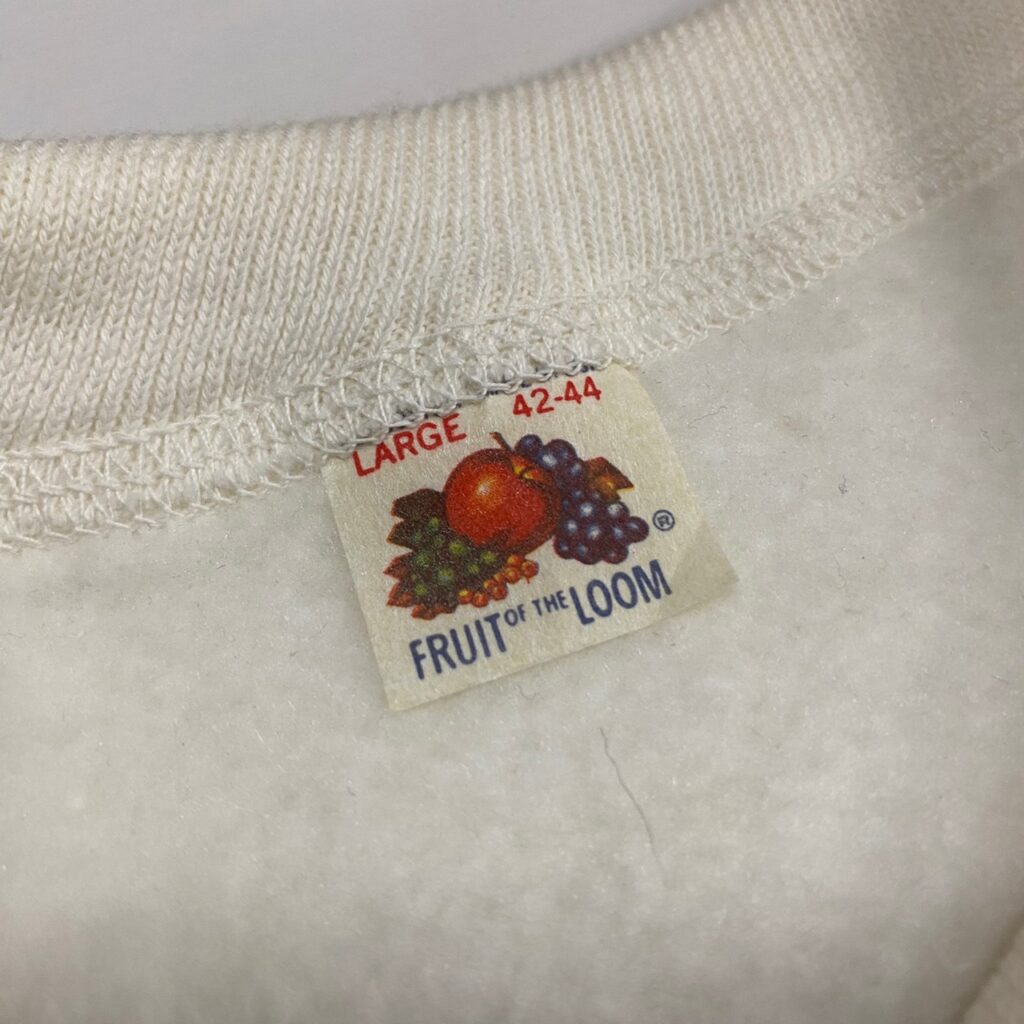 LARGE 42-44
®
FRUIT OF THE LOOM